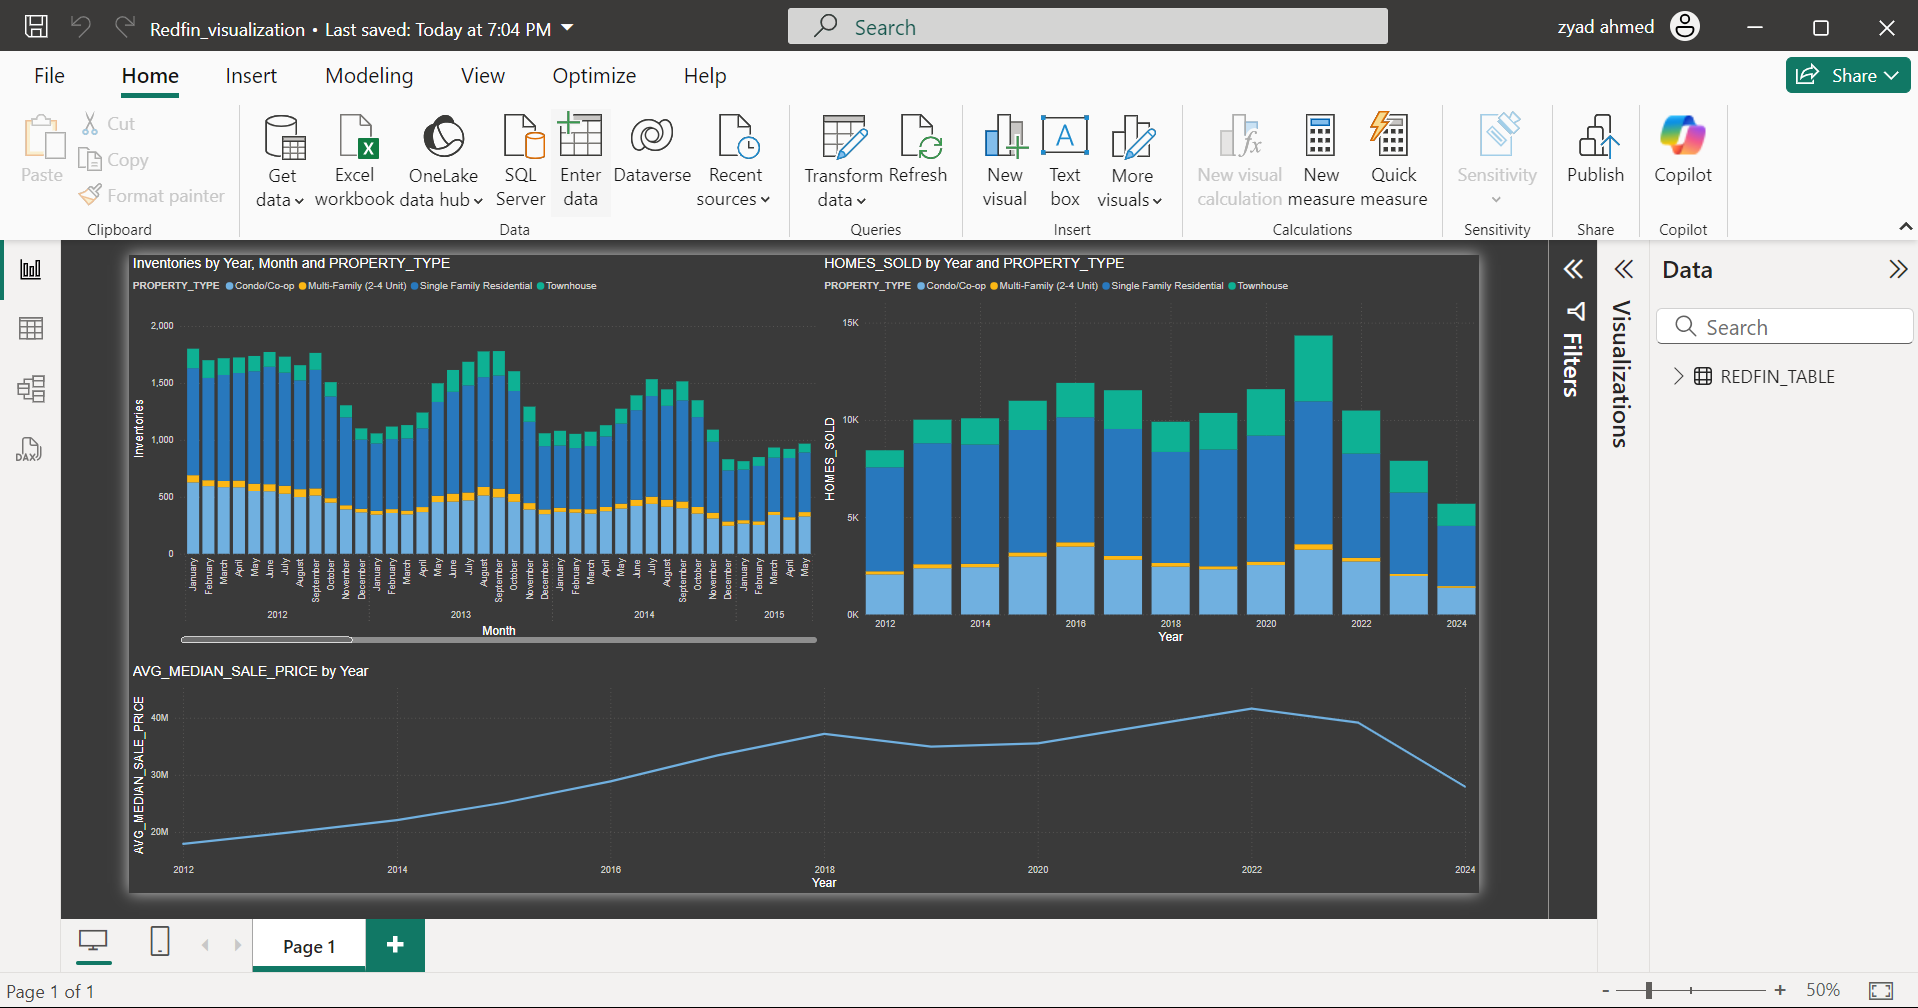 Redfin_visualization • Last saved: Today at 7:04 PM
Search
zyad ahmed
File
Home
Insert
Modeling
View
Optimize
Help
Share
Paste
Cut
Copy
Format painter
Clipboard
Get data
Excel workbook
OneLake data hub
SQL Server
Enter data
Dataverse
Recent sources
Data
Transform data
Refresh
Queries
New visual
A
Text box
More visuals
Insert
New visual calculation
New measure
Quick measure
Calculations
Sensitivity
Sensitivity
Publish
Share
Copilot
Copilot
DAX
Inventories by Year, Month and PROPERTY_TYPE
PROPERTY_TYPE Condo/Co-op Multi-Family (2-4 Unit) Single Family Residential Townhouse
Inventories
2,000
1,500
1,000
500
0
January February March April May June July August September October November December January February March April May June July August September October November December January February March April May June July August September October November December January February March April May
2012 2013 2014 2015
Month
HOMES_SOLD by Year and PROPERTY_TYPE
PROPERTY_TYPE Condo/Co-op Multi-Family (2-4 Unit) Single Family Residential Townhouse
HOMES_SOLD
15K
10K
5K
0K
2012 2014 2016 2018 2020 2022 2024
Year
AVG_MEDIAN_SALE_PRICE by Year
AVG_MEDIAN_SALE_PRICE
40M
30M
20M
2012 2014 2016 2018 2020 2022 2024
Year
Filters
Visualizations
Data
Search
REDFIN_TABLE
Page 1
Page 1 of 1
- + 50%